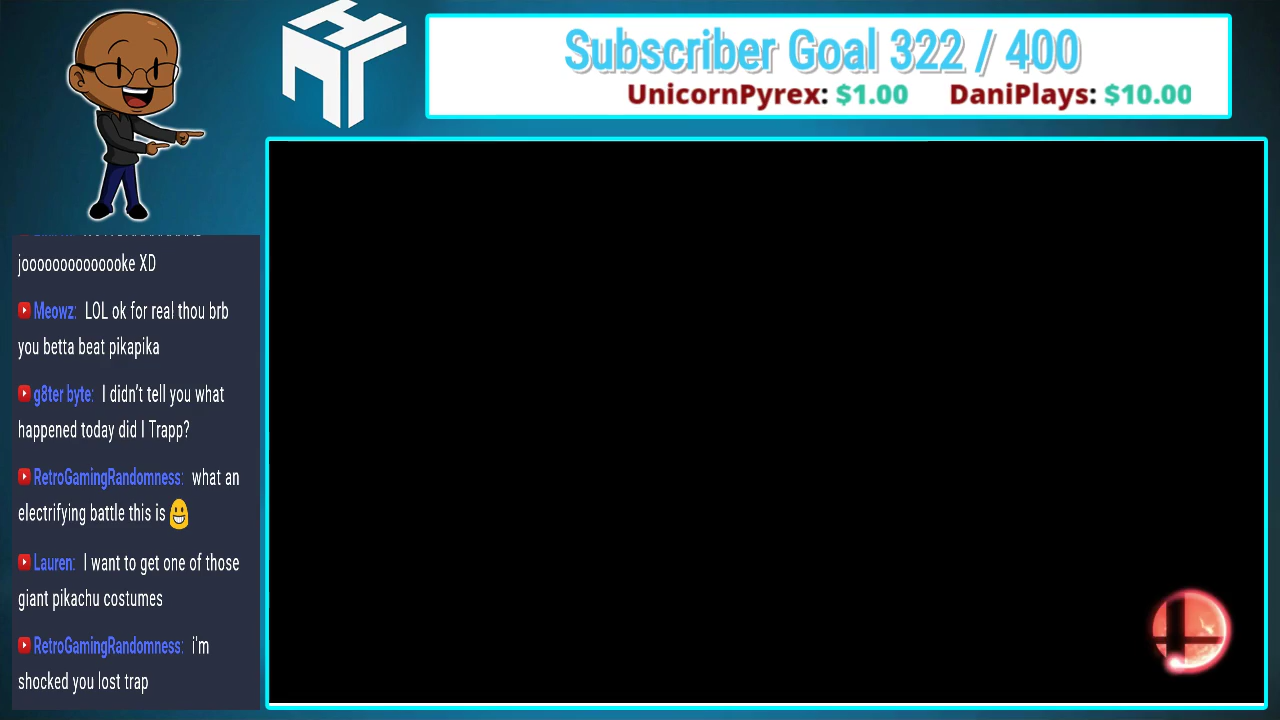 Subscriber Goal 322 / 400
UnicornPyrex: $1.00 DaniPlays: $10.00
joooooooooooooke XD
Meowz: LOL ok for real thou brb
you betta beat pikapika
g8ter byte: I didn't tell you what
happened today did I Trapp?
RetroGamingRandomness: what an
electrifying battle this is 😀
Lauren: I want to get one of those
giant pikachu costumes
RetroGamingRandomness: i'm
shocked you lost trap